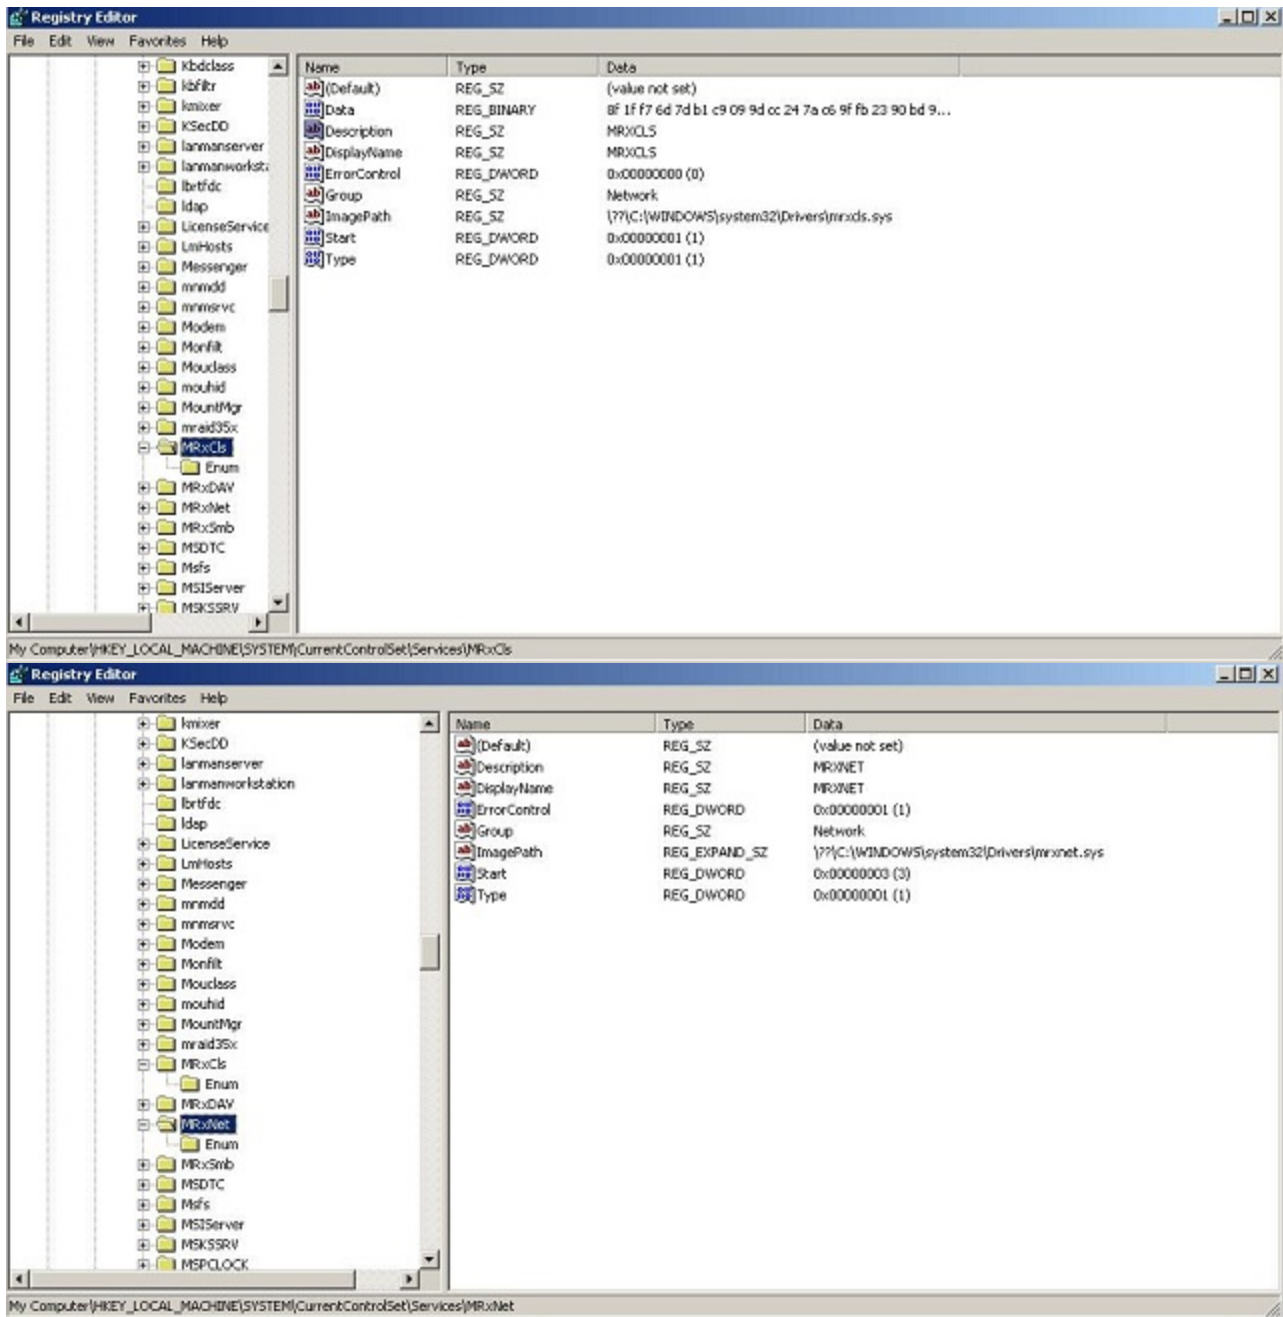 Registry Editor
File Edit View Favorites Help
Kbdclass
kbfiltr
kmixer
KSecDD
lanmanserver
lanmanworksta
lbrtfdc
ldap
LicenseService
LmHosts
Messenger
mnmdd
mnmsrvc
Modem
Monfilt
Mouclass
mouhid
MountMgr
mraid35x
MRxCls
Enum
MRxDAV
MRxNet
MRxSmb
MSDTC
Msfs
MSIServer
MSKSSRV
Name Type Data
(Default) REG_SZ (value not set)
Data REG_BINARY 8f 1f f7 6d 7d b1 c9 09 9d cc 24 7a c6 9f fb 23 90 bd 9...
Description REG_SZ MRXCLS
DisplayName REG_SZ MRXCLS
ErrorControl REG_DWORD 0x00000000 (0)
Group REG_SZ Network
ImagePath REG_SZ \??\C:\WINDOWS\system32\Drivers\mrxcls.sys
Start REG_DWORD 0x00000001 (1)
Type REG_DWORD 0x00000001 (1)
My Computer\HKEY_LOCAL_MACHINE\SYSTEM\CurrentControlSet\Services\MRxCls
Registry Editor
File Edit View Favorites Help
kmixer
KSecDD
lanmanserver
lanmanworkstation
lbrtfdc
ldap
LicenseService
LmHosts
Messenger
mnmdd
mnmsrvc
Modem
Monfilt
Mouclass
mouhid
MountMgr
mraid35x
MRxCls
Enum
MRxDAV
MRxNet
Enum
MRxSmb
MSDTC
Msfs
MSIServer
MSKSSRV
MSPCLOCK
Name Type Data
(Default) REG_SZ (value not set)
Description REG_SZ MRXNET
DisplayName REG_SZ MRXNET
ErrorControl REG_DWORD 0x00000001 (1)
Group REG_SZ Network
ImagePath REG_EXPAND_SZ \??\C:\WINDOWS\system32\Drivers\mrxnet.sys
Start REG_DWORD 0x00000003 (3)
Type REG_DWORD 0x00000001 (1)
My Computer\HKEY_LOCAL_MACHINE\SYSTEM\CurrentControlSet\Services\MRxNet